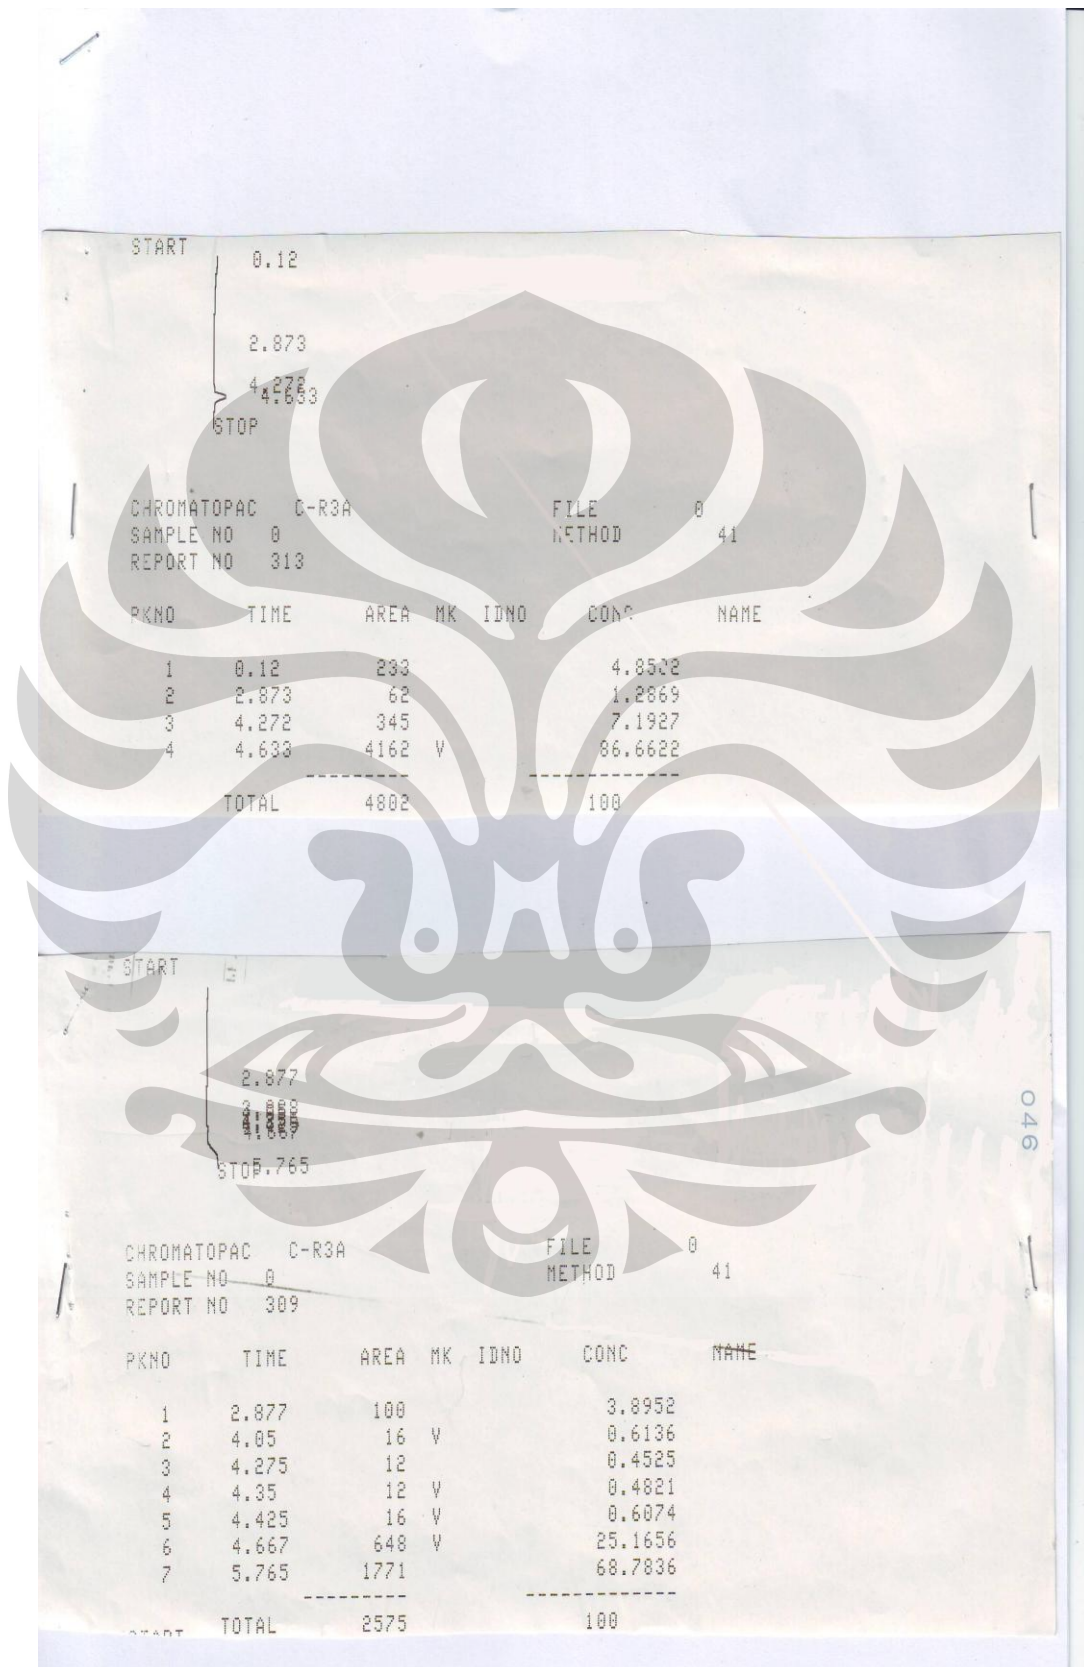 START
0.12
2.873
4.272
4.633
STOP
CHROMATOPAC C-R3A FILE 0
SAMPLE NO 0 METHOD 41
REPORT NO 313
PKNO TIME AREA MK IDNO CONC NAME
1 0.12 233
2 2.873 62 1.2869
3 4.272 345 7.1927
4 4.633 4162 V 86.6622
TOTAL 4802 100
START
2.877
4.667
STOP 5.765
046
CHROMATOPAC C-R3A FILE 0
SAMPLE NO 0 METHOD 41
REPORT NO 309
PKNO TIME AREA MK IDNO CONC NAME
1 2.877 100 3.8952
2 4.05 16 V 0.6136
3 4.275 12 0.4525
4 4.35 12 V 0.4821
5 4.425 16 V 0.6074
6 4.667 648 V 25.1656
7 5.765 1771 68.7836
TOTAL 2575 100
START